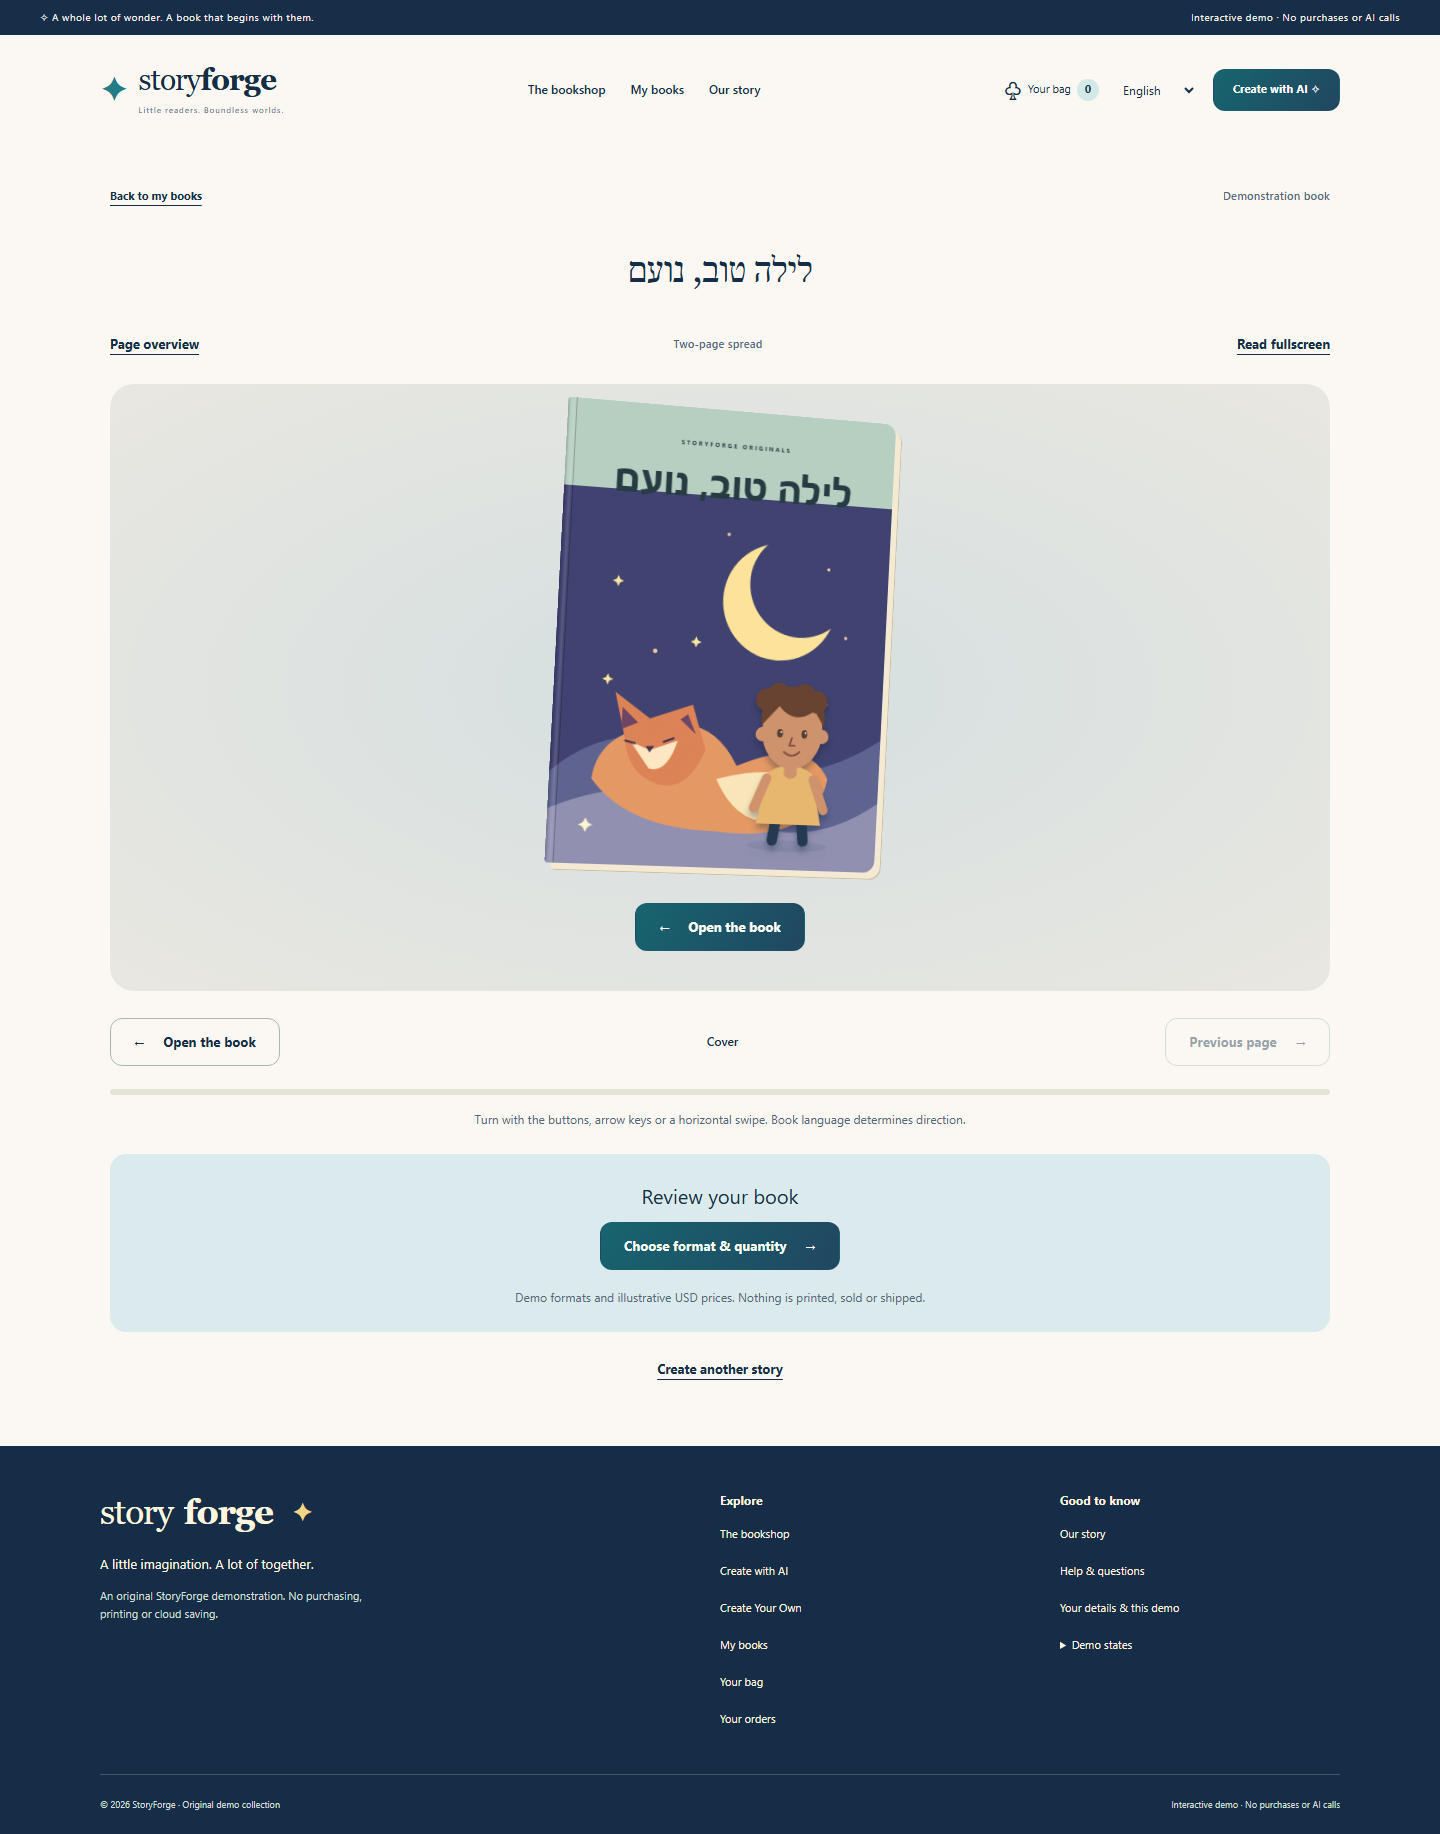 ✧ A whole lot of wonder. A book that begins with them.
Interactive demo · No purchases or AI calls
storyforge
Little readers. Boundless worlds.
The bookshop
My books
Our story
Your bag 0
English
Create with AI ✧
Back to my books
Demonstration book
לילה טוב, נועם
Page overview
Two-page spread
Read fullscreen
STORYFORGE ORIGINALS
לילה טוב, נועם
← Open the book
← Open the book
Cover
Previous page →
Turn with the buttons, arrow keys or a horizontal swipe. Book language determines direction.
Review your book
Choose format & quantity →
Demo formats and illustrative USD prices. Nothing is printed, sold or shipped.
Create another story
story forge
A little imagination. A lot of together.
An original StoryForge demonstration. No purchasing,
printing or cloud saving.
Explore
The bookshop
Create with AI
Create Your Own
My books
Your bag
Your orders
Good to know
Our story
Help & questions
Your details & this demo
▶ Demo states
© 2026 StoryForge · Original demo collection
Interactive demo · No purchases or AI calls